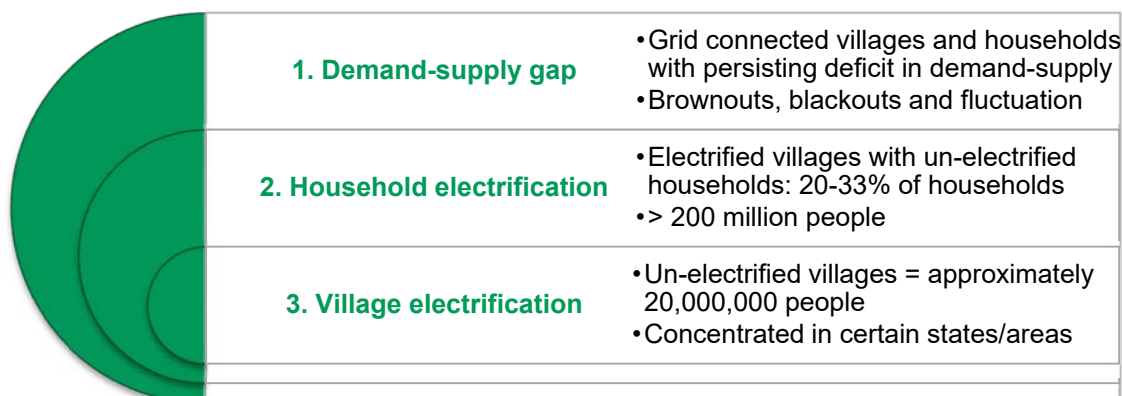 1. Demand-supply gap
•Grid connected villages and households
with persisting deficit in demand-supply
•Brownouts, blackouts and fluctuation
2. Household electrification
•Electrified villages with un-electrified
households: 20-33% of households
•> 200 million people
3. Village electrification
•Un-electrified villages = approximately
20,000,000 people
•Concentrated in certain states/areas